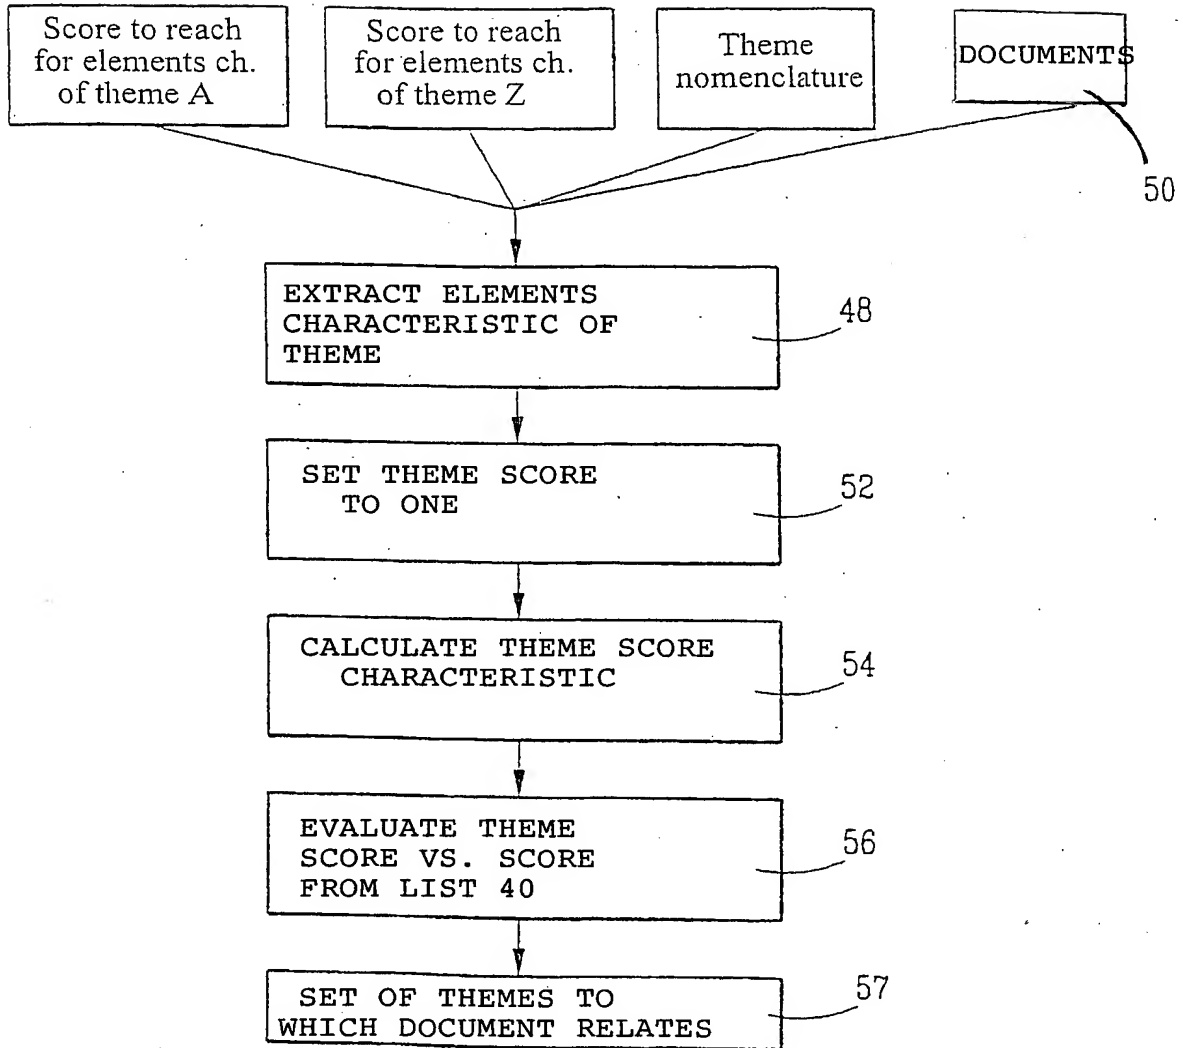 Score to reach
for elements ch.
of theme A
Score to reach
for elements ch.
of theme Z
Theme
nomenclature
DOCUMENTS
50
EXTRACT ELEMENTS
CHARACTERISTIC OF
THEME
48
SET THEME SCORE
TO ONE
52
CALCULATE THEME SCORE
CHARACTERISTIC
54
EVALUATE THEME
SCORE VS. SCORE
FROM LIST 40
56
SET OF THEMES TO
WHICH DOCUMENT RELATES
57